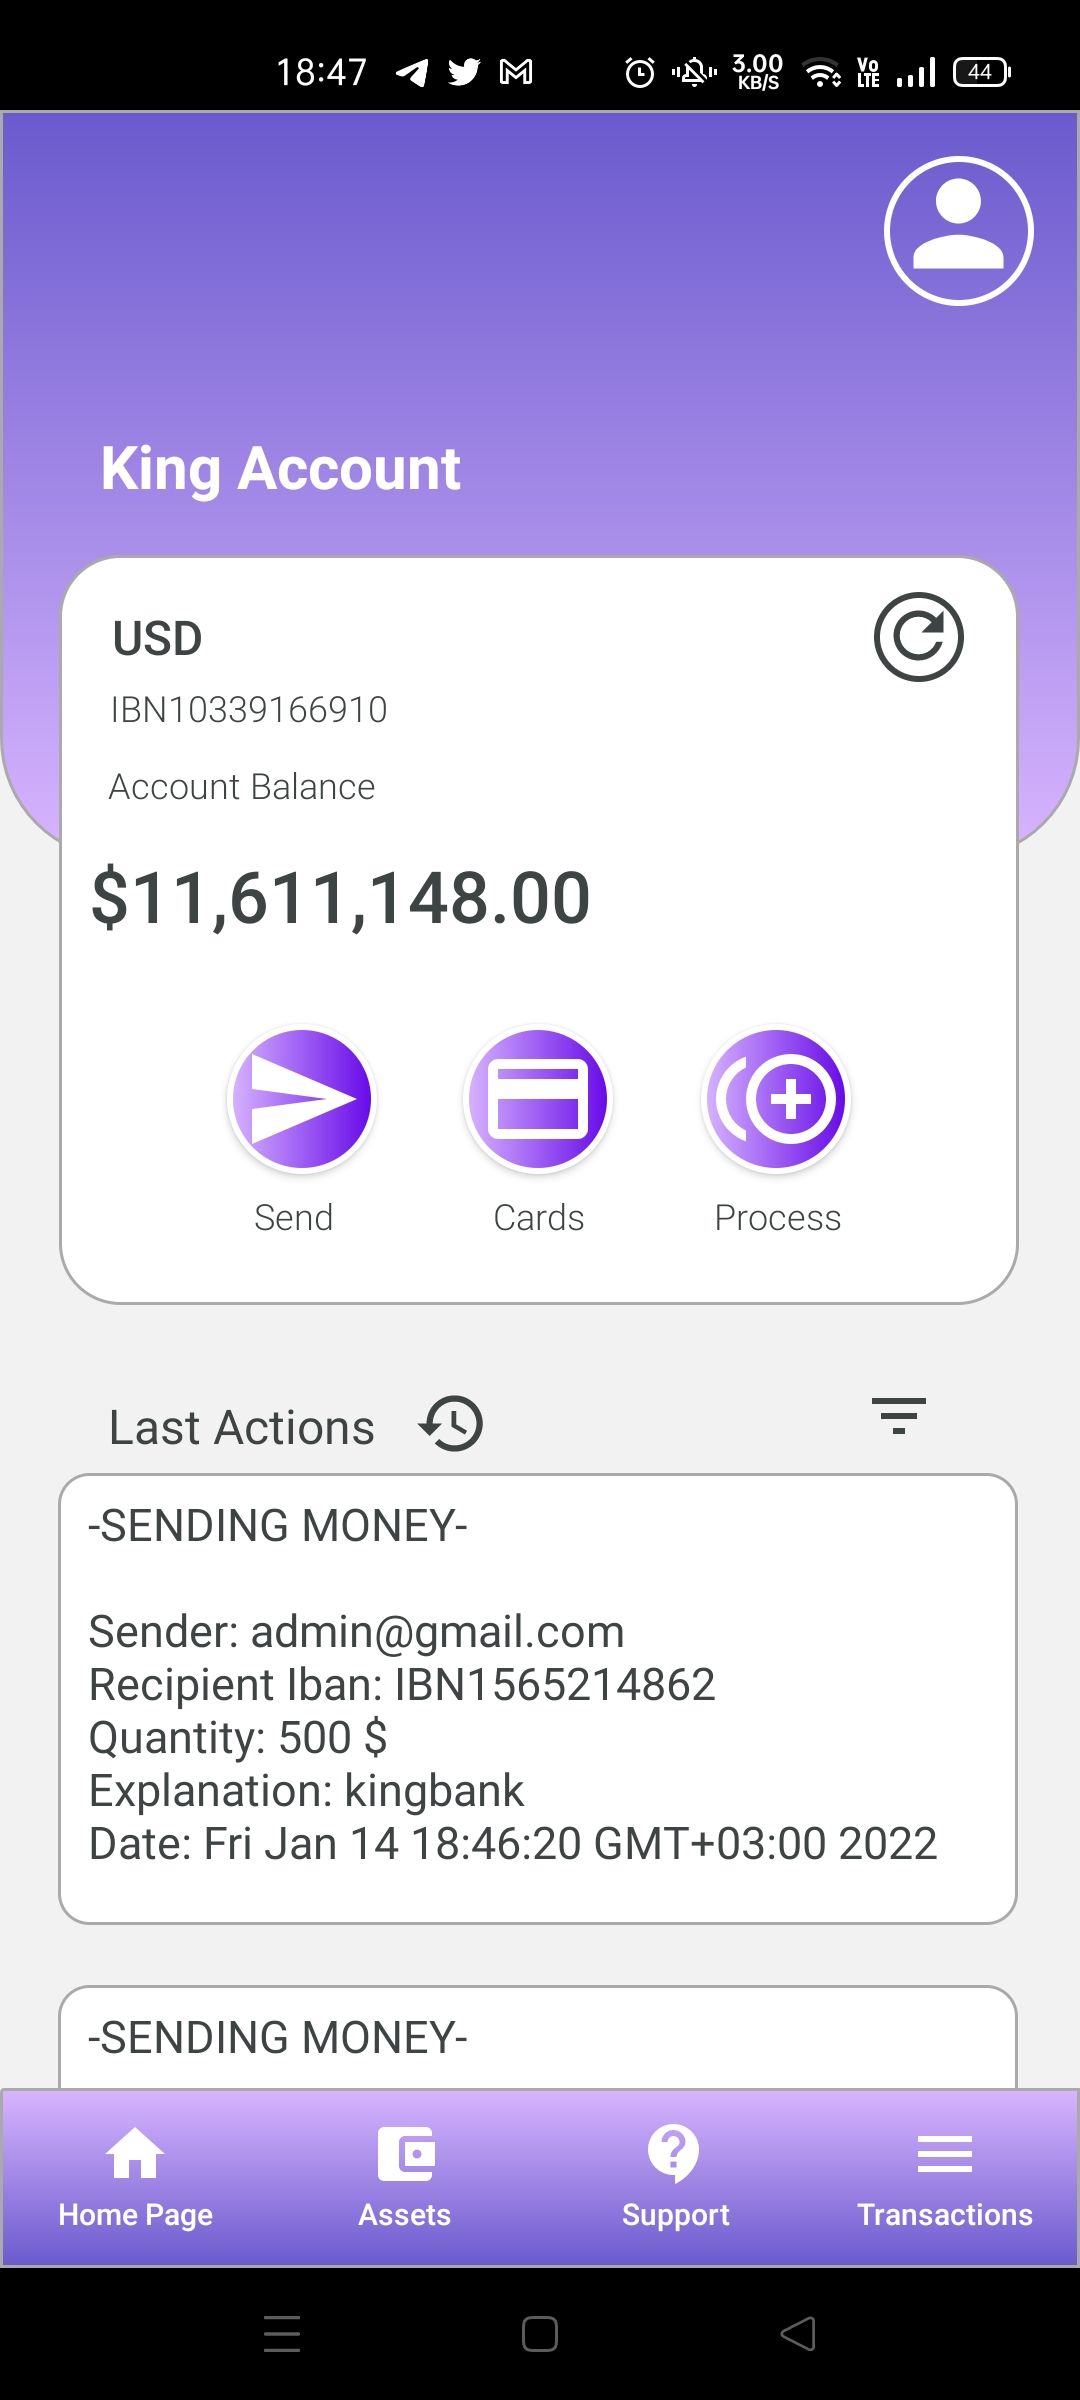 18:47
3.00
KB/S
Vo
LTE
44
King Account
USD
IBN10339166910
Account Balance
$11,611,148.00
Send
Cards
Process
Last Actions
-SENDING MONEY-
Sender: admin@gmail.com
Recipient Iban: IBN1565214862
Quantity: 500 $
Explanation: kingbank
Date: Fri Jan 14 18:46:20 GMT+03:00 2022
-SENDING MONEY-
Home Page
Assets
Support
Transactions